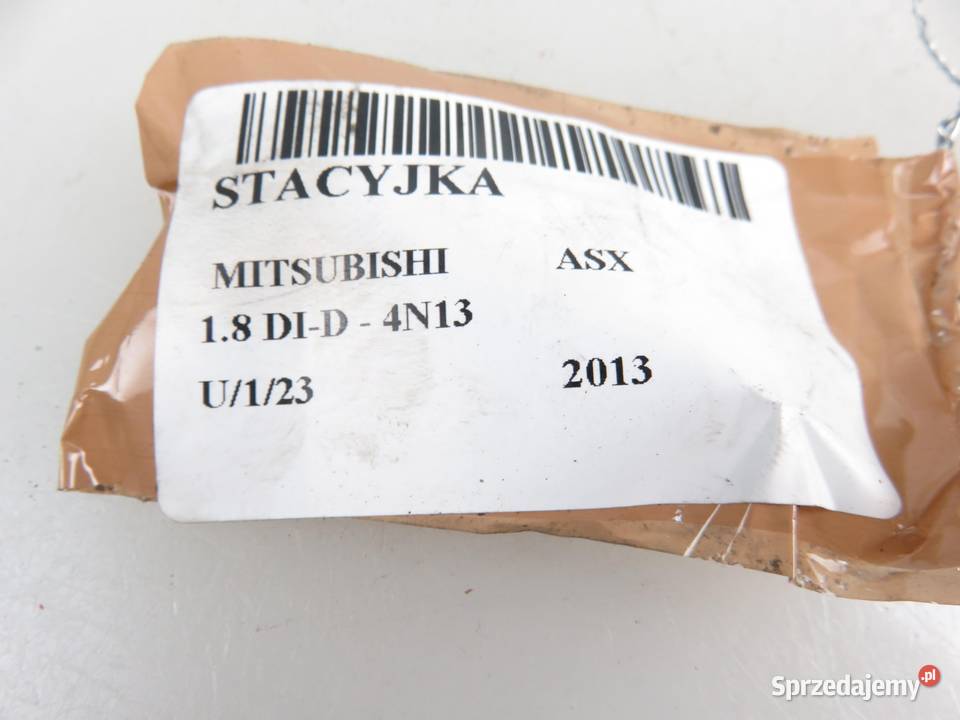 STACYJKA
MITSUBISHI ASX
1.8 DI-D - 4N13
U/1/23 2013
Sprzedajemy.pl